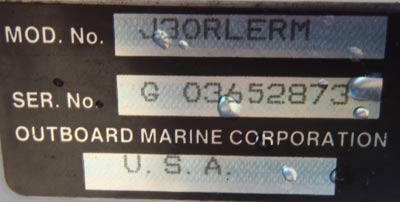 MOD. No. J30RLERM
SER. No. G 03652873
OUTBOARD MARINE CORPORATION
U.S.A.